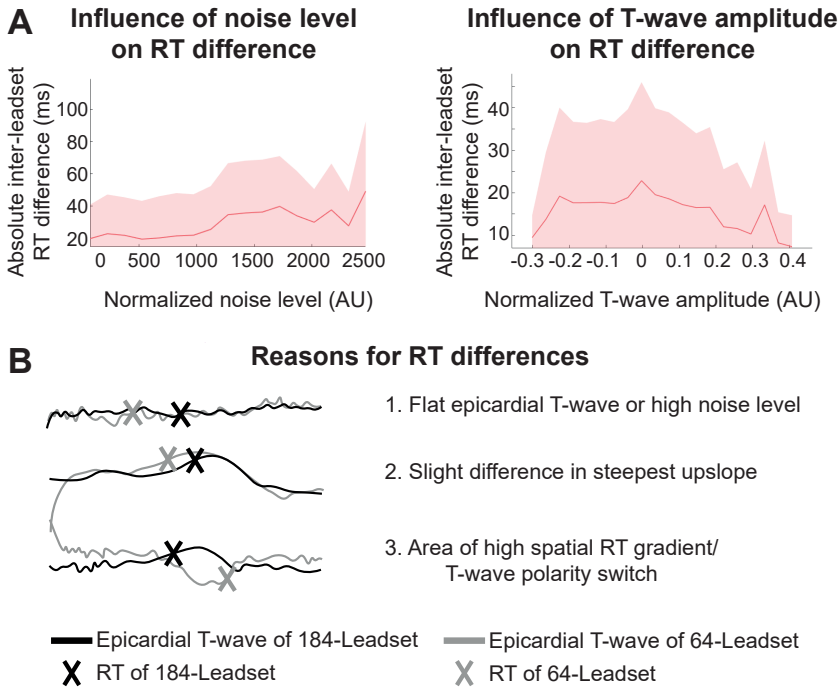 A
Influence of noise level
on RT difference
Absolute inter-leadset
RT difference (ms)
100
80
60
40
20
0
500
1000
1500
2000
2500
Normalized noise level (AU)
Influence of T-wave amplitude
on RT difference
Absolute inter-leadset
RT difference (ms)
40
30
20
10
-0.3
-0.2
-0.1
0
0.1
0.2
0.3
0.4
Normalized T-wave amplitude (AU)
B
Reasons for RT differences
1. Flat epicardial T-wave or high noise level
2. Slight difference in steepest upslope
3. Area of high spatial RT gradient/
T-wave polarity switch
Epicardial T-wave of 184-Leadset
Epicardial T-wave of 64-Leadset
RT of 184-Leadset
RT of 64-Leadset